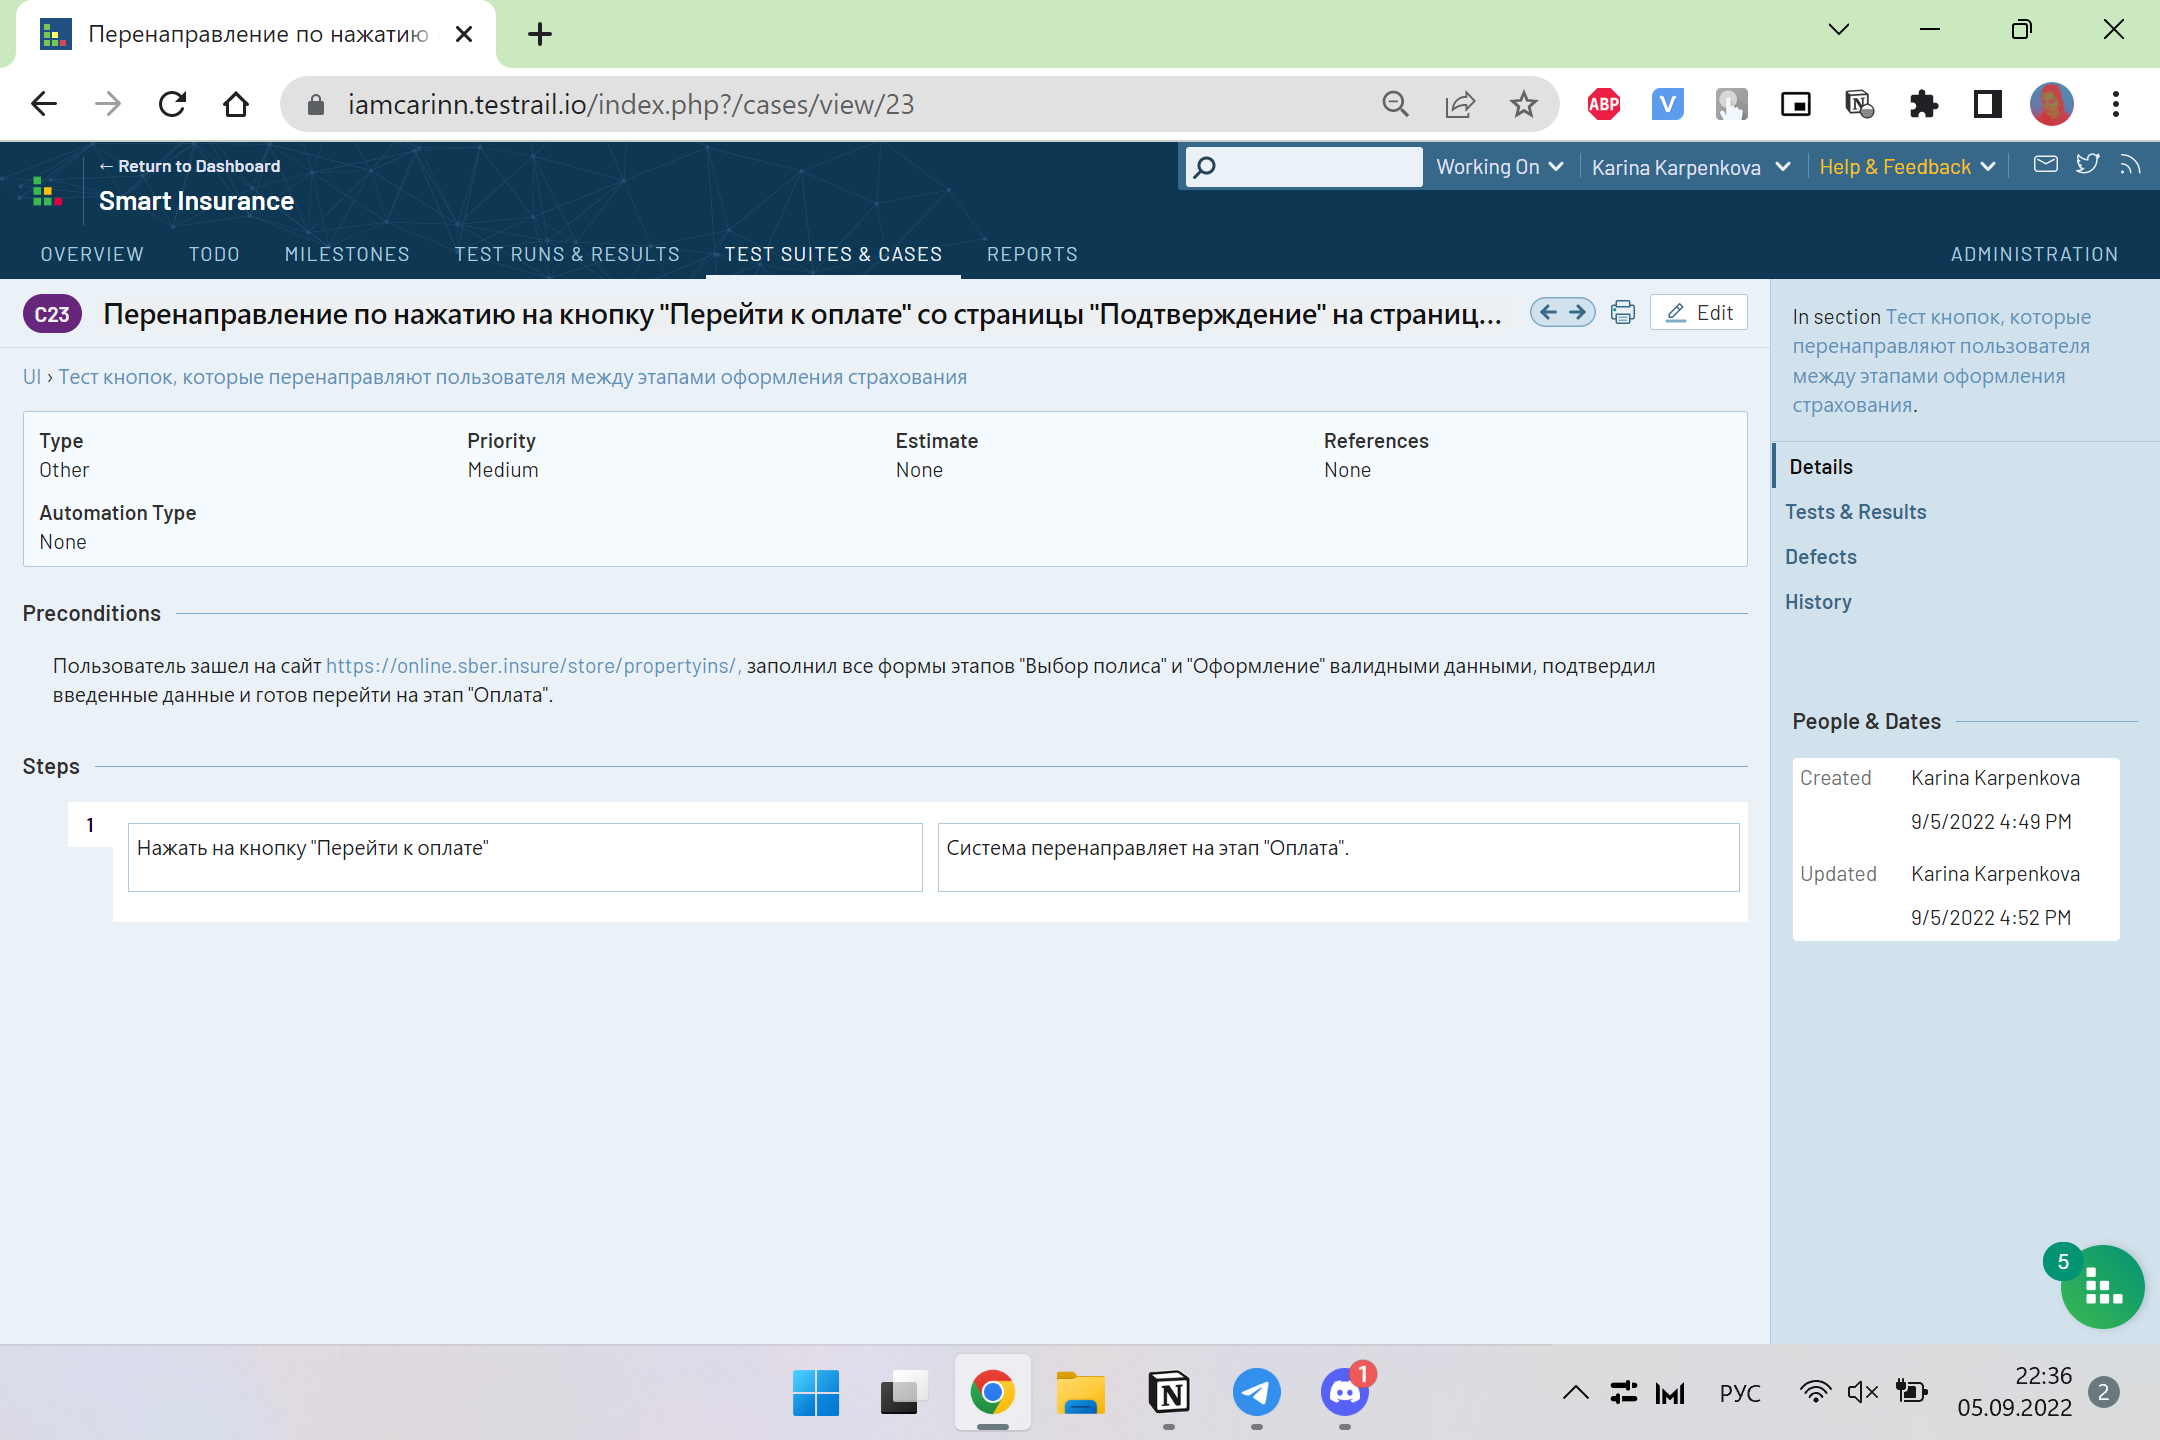 Перенаправление по нажатию
iamcarinn.testrail.io/index.php?/cases/view/23
ABP
V
N
← Return to Dashboard
Smart Insurance
Working On
Karina Karpenkova
Help & Feedback
OVERVIEW
TODO
MILESTONES
TEST RUNS & RESULTS
TEST SUITES & CASES
REPORTS
ADMINISTRATION
C23
Перенаправление по нажатию на кнопку "Перейти к оплате" со страницы "Подтверждение" на страниц...
Edit
UI › Тест кнопок, которые перенаправляют пользователя между этапами оформления страхования
Type
Other
Priority
Medium
Estimate
None
References
None
Automation Type
None
Preconditions
Пользователь зашел на сайт https://online.sber.insure/store/propertyins/, заполнил все формы этапов "Выбор полиса" и "Оформление" валидными данными, подтвердил
введенные данные и готов перейти на этап "Оплата".
Steps
1
Нажать на кнопку "Перейти к оплате"
Система перенаправляет на этап "Оплата".
In section Тест кнопок, которые
перенаправляют пользователя
между этапами оформления
страхования.
Details
Tests & Results
Defects
History
People & Dates
Created
Karina Karpenkova
9/5/2022 4:49 PM
Updated
Karina Karpenkova
9/5/2022 4:52 PM
5
N
1
РУС
22:36
05.09.2022
2